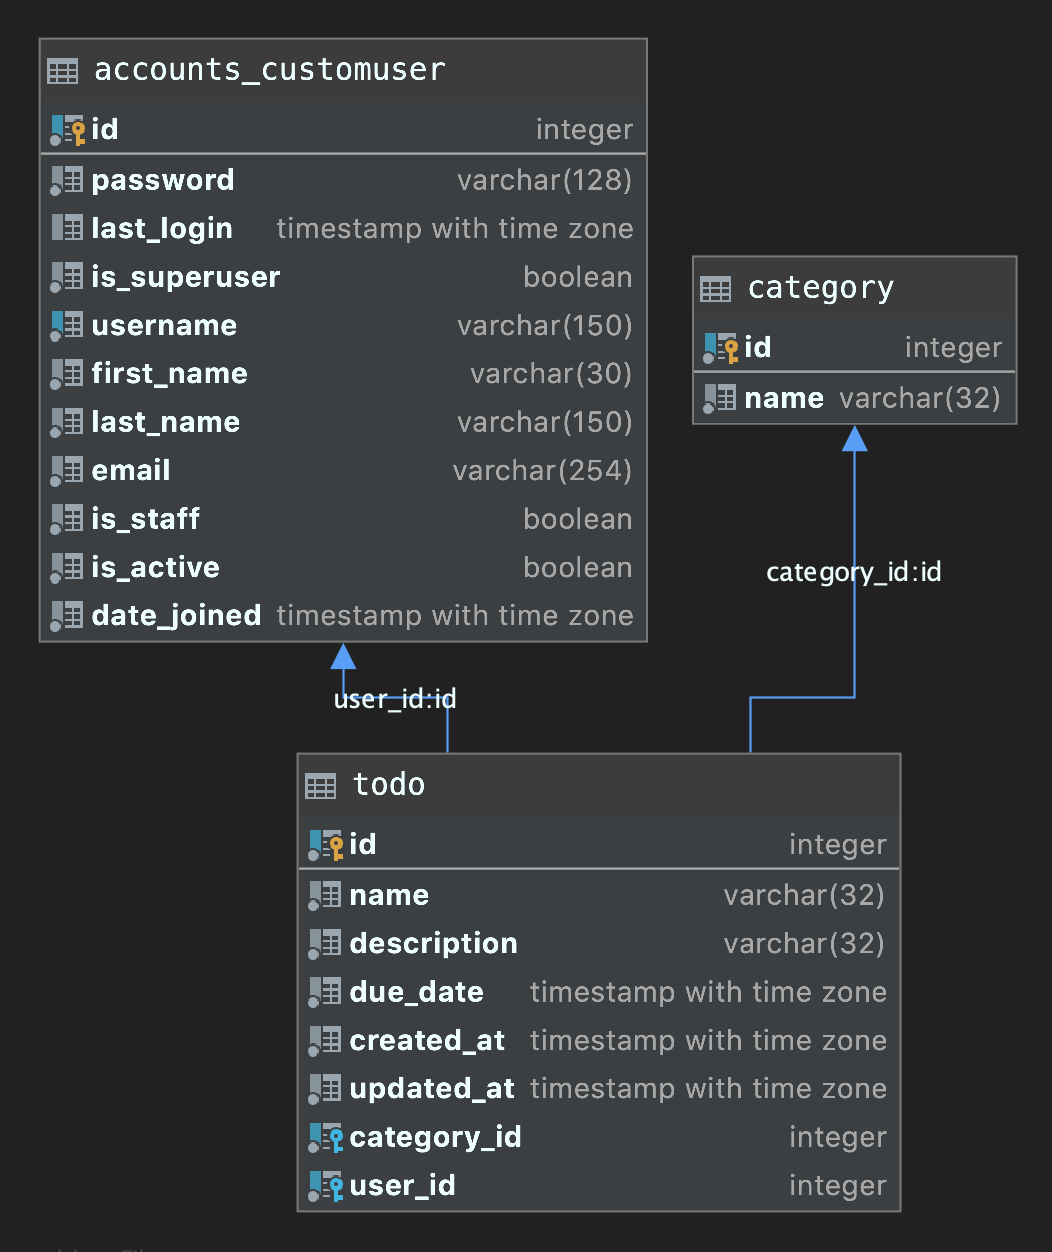 accounts_customuser
id integer
password varchar(128)
last_login timestamp with time zone
is_superuser boolean
username varchar(150)
first_name varchar(30)
last_name varchar(150)
email varchar(254)
is_staff boolean
is_active boolean
date_joined timestamp with time zone
category
id integer
name varchar(32)
category_id:id
user_id:id
todo
id integer
name varchar(32)
description varchar(32)
due_date timestamp with time zone
created_at timestamp with time zone
updated_at timestamp with time zone
category_id integer
user_id integer